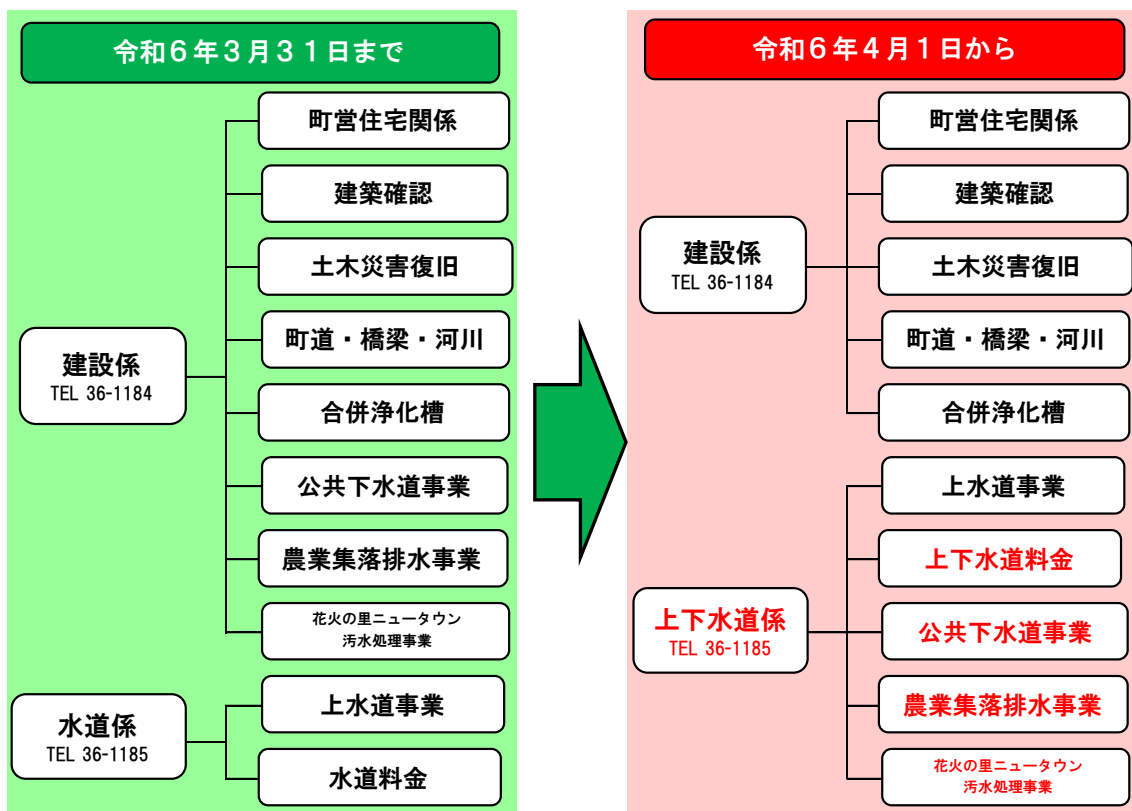 令和６年３月３１日まで
町営住宅関係
建築確認
土木災害復旧
町道・橋梁・河川
建設係
TEL 36-1184
合併浄化槽
公共下水道事業
農業集落排水事業
花火の里ニュータウン
汚水処理事業
水道係
TEL 36-1185
上水道事業
水道料金
令和６年４月１日から
町営住宅関係
建築確認
建設係
TEL 36-1184
土木災害復旧
町道・橋梁・河川
合併浄化槽
上水道事業
上下水道料金
上下水道係
TEL 36-1185
公共下水道事業
農業集落排水事業
花火の里ニュータウン
汚水処理事業